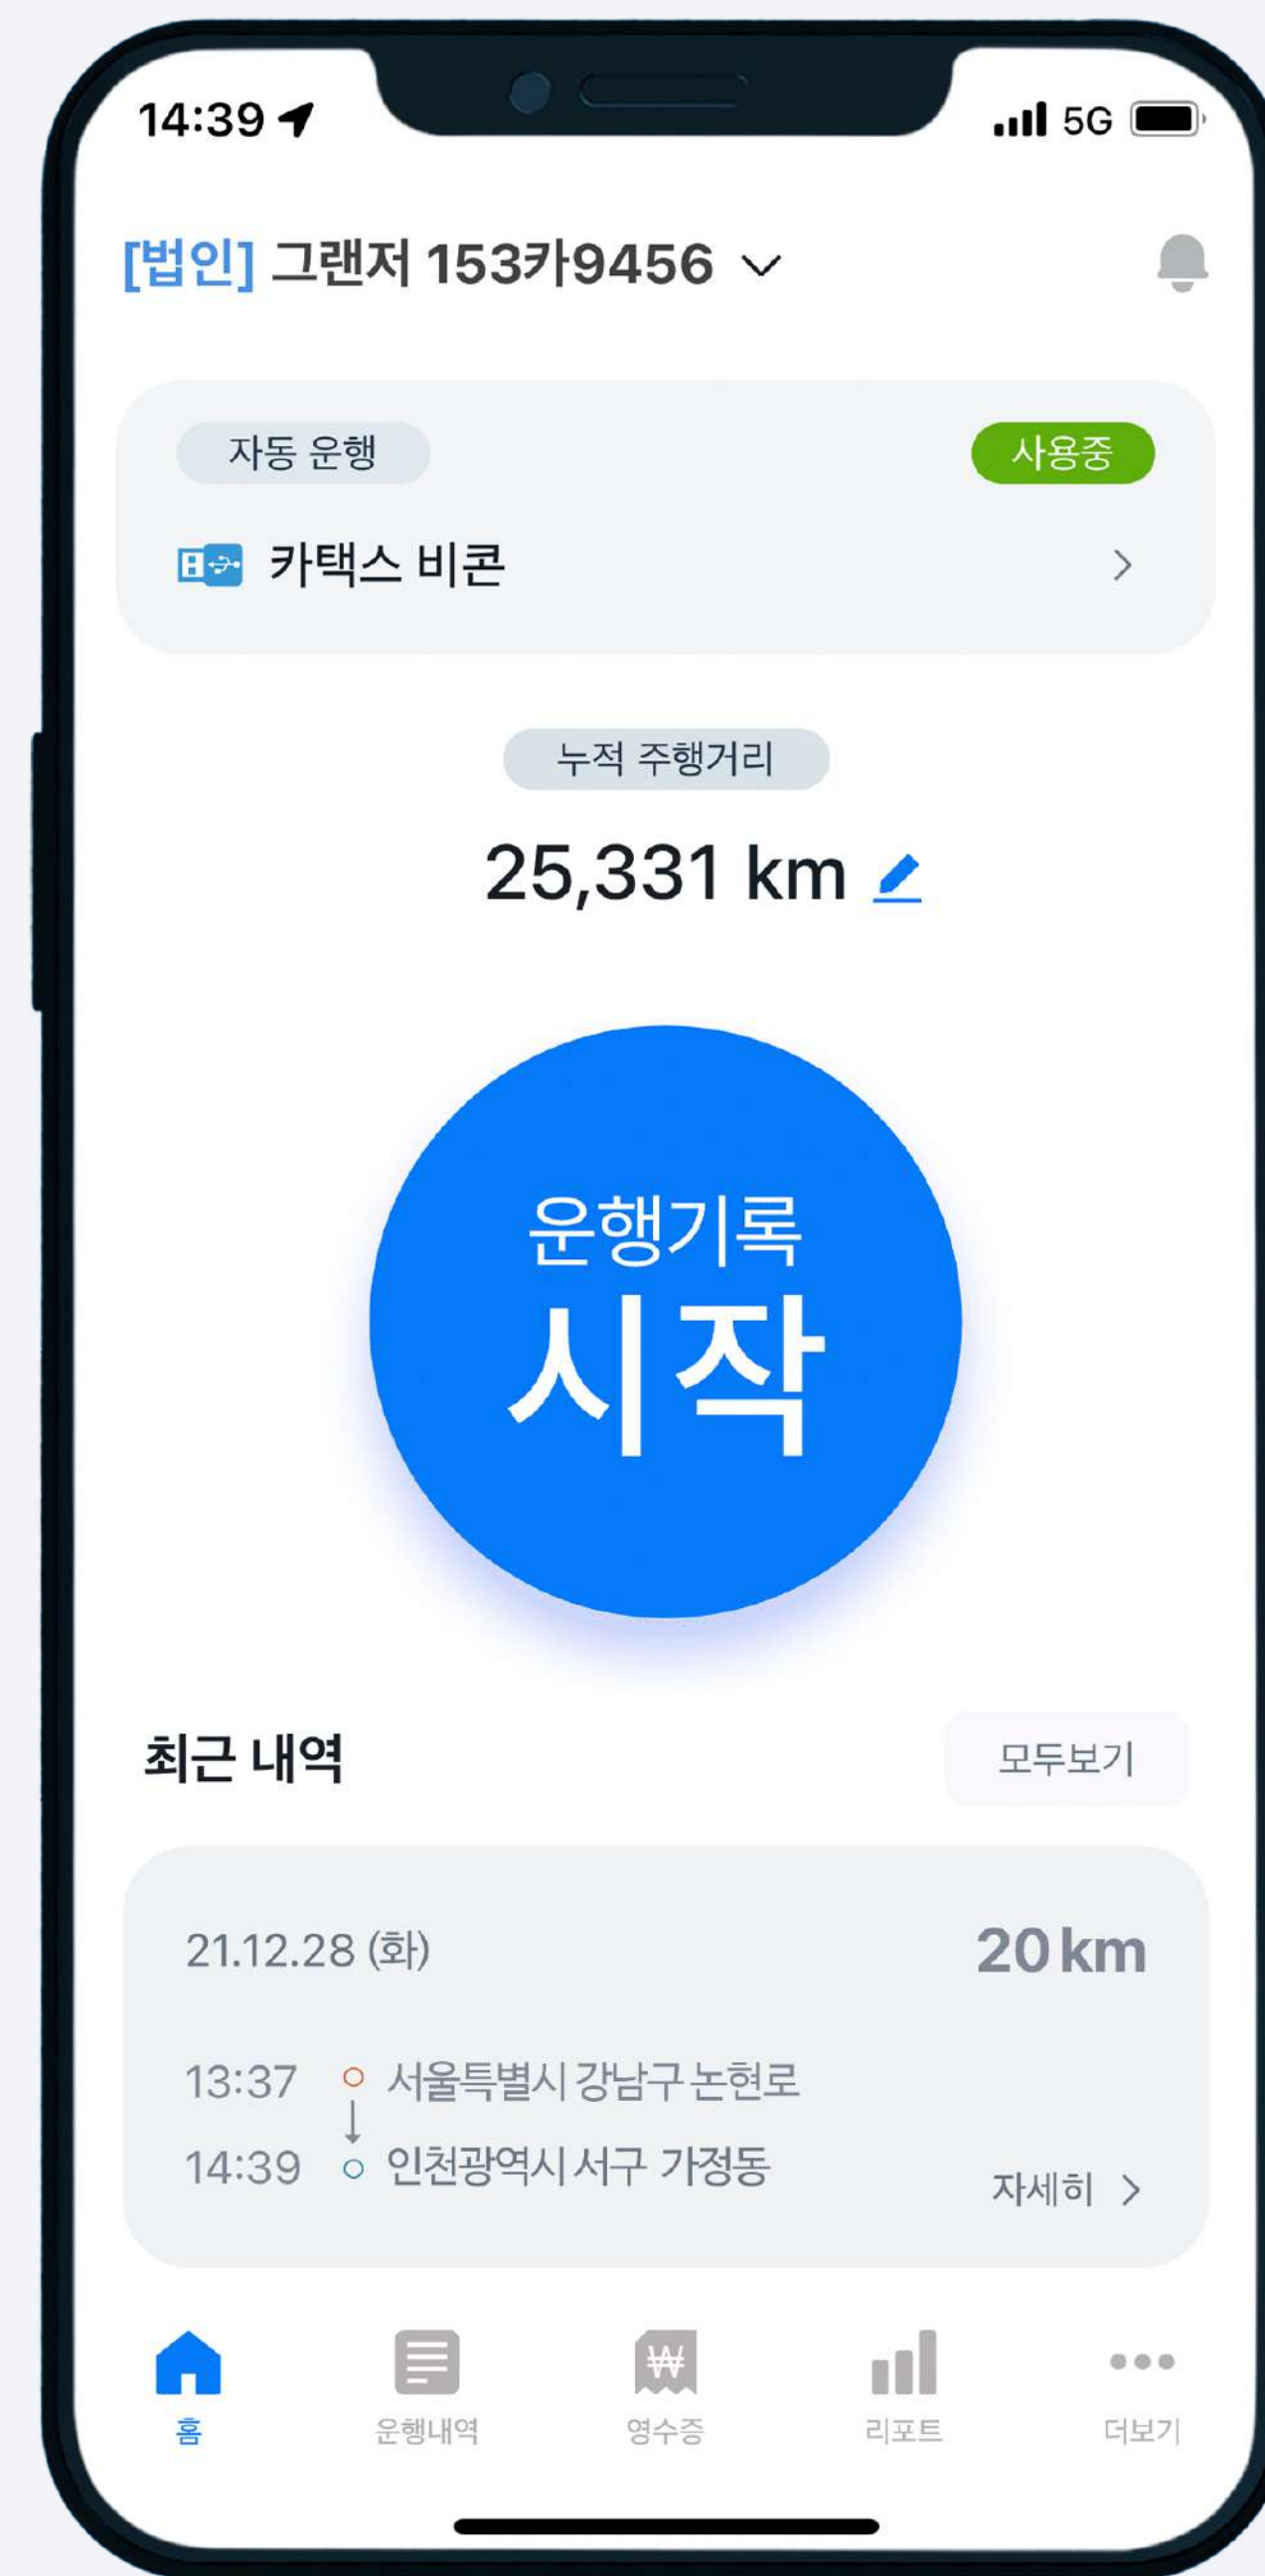 14:39
5G
[법인] 그랜저 153카9456
자동 운행
사용중
카택스 비콘
누적 주행거리
25,331 km
운행기록
시작
최근 내역
모두보기
21.12.28 (화)
20 km
13:37 서울특별시 강남구 논현로
14:39 인천광역시 서구 가정동
자세히
홈
운행내역
₩
영수증
리포트
더보기